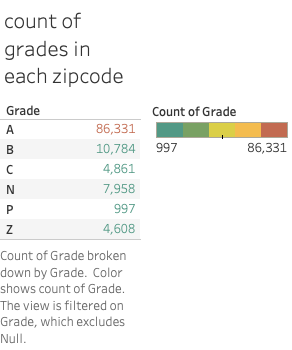 count of
grades in
each zipcode
Grade
A 86,331
B 10,784
C 4,861
N 7,958
P 997
Z 4,608
Count of Grade
997 86,331
Count of Grade broken
down by Grade. Color
shows count of Grade.
The view is filtered on
Grade, which excludes
Null.